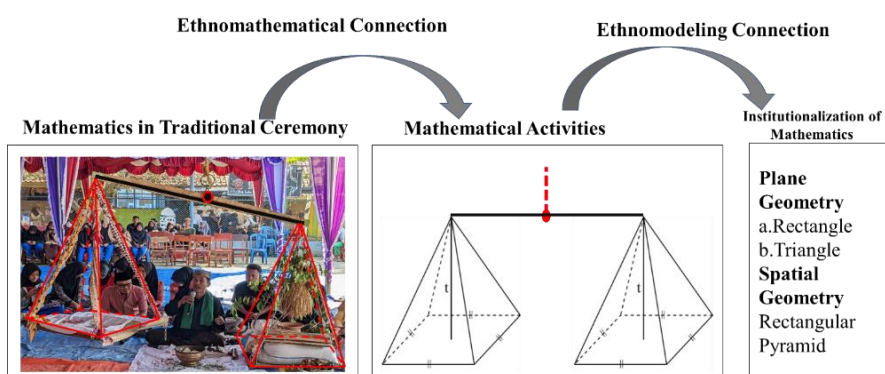 Ethnomathematical Connection
Ethnomodeling Connection
Mathematics in Traditional Ceremony
Mathematical Activities
Institutionalization of
Mathematics
t
t
Plane
Geometry
a.Rectangle
b.Triangle
Spatial
Geometry
Rectangular
Pyramid